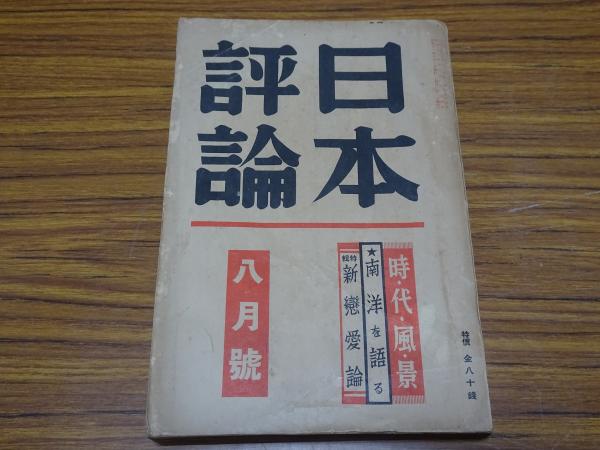 日本
評論
時・代・風・景
★南洋を語る
特輯 新戀愛論
八月號
特價 金八十錢